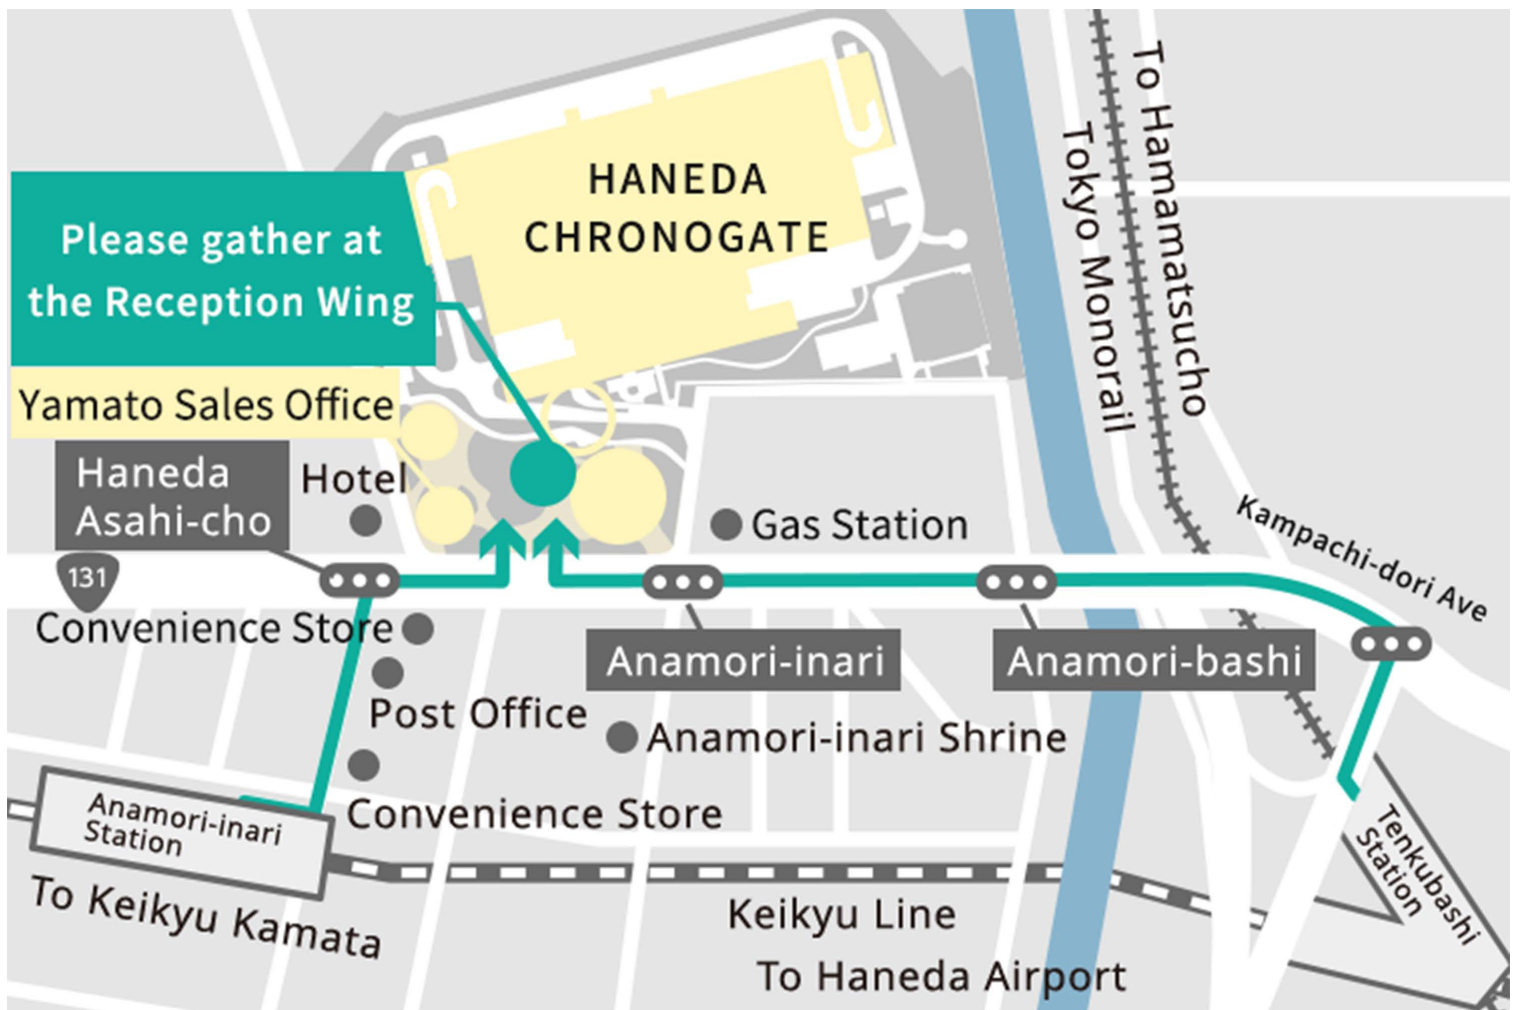 HANEDA
CHRONOGATE
To Hamamatsucho
Tokyo Monorail
Please gather at
the Reception Wing
Yamato Sales Office
Haneda
Asahi-cho
Hotel
Gas Station
Kampachi-dori Ave
131
Convenience Store
Anamori-inari
Anamori-bashi
Post Office
Anamori-inari Shrine
Convenience Store
Anamori-inari
Station
Tenkubashi
Station
To Keikyu Kamata
Keikyu Line
To Haneda Airport